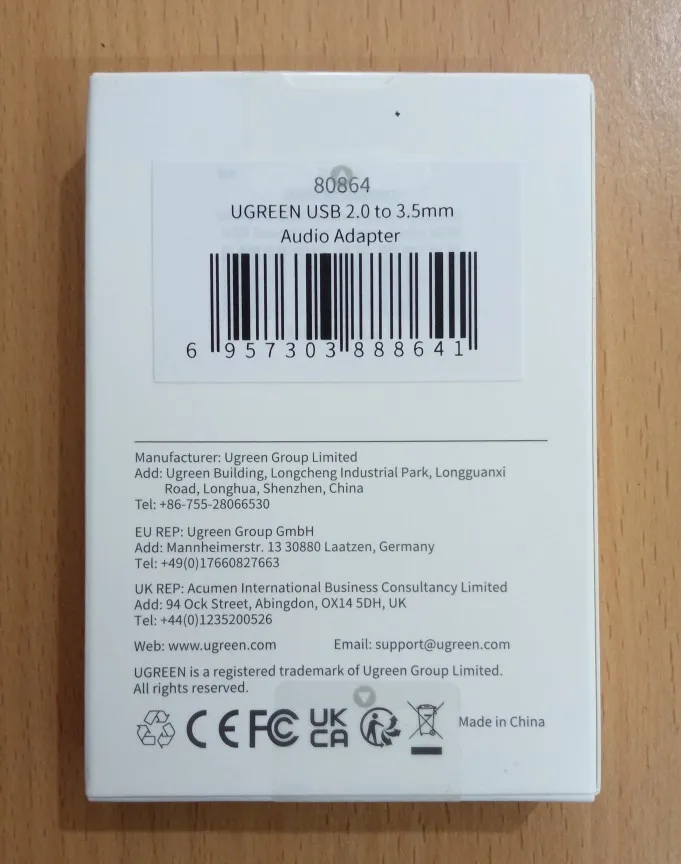 80864
UGREEN USB 2.0 to 3.5mm
Audio Adapter
6 957303 888641
Manufacturer: Ugreen Group Limited
Add: Ugreen Building, Longcheng Industrial Park, Longguanxi
Road, Longhua, Shenzhen, China
Tel: +86-755-28066530
EU REP: Ugreen Group GmbH
Add: Mannheimerstr. 13 30880 Laatzen, Germany
Tel: +49(0)17660827663
UK REP: Acumen International Business Consultancy Limited
Add: 94 Ock Street, Abingdon, OX14 5DH, UK
Tel: +44(0)1235200526
Web: www.ugreen.com Email: support@ugreen.com
UGREEN is a registered trademark of Ugreen Group Limited.
All rights reserved.
CE FC UK CA Made in China